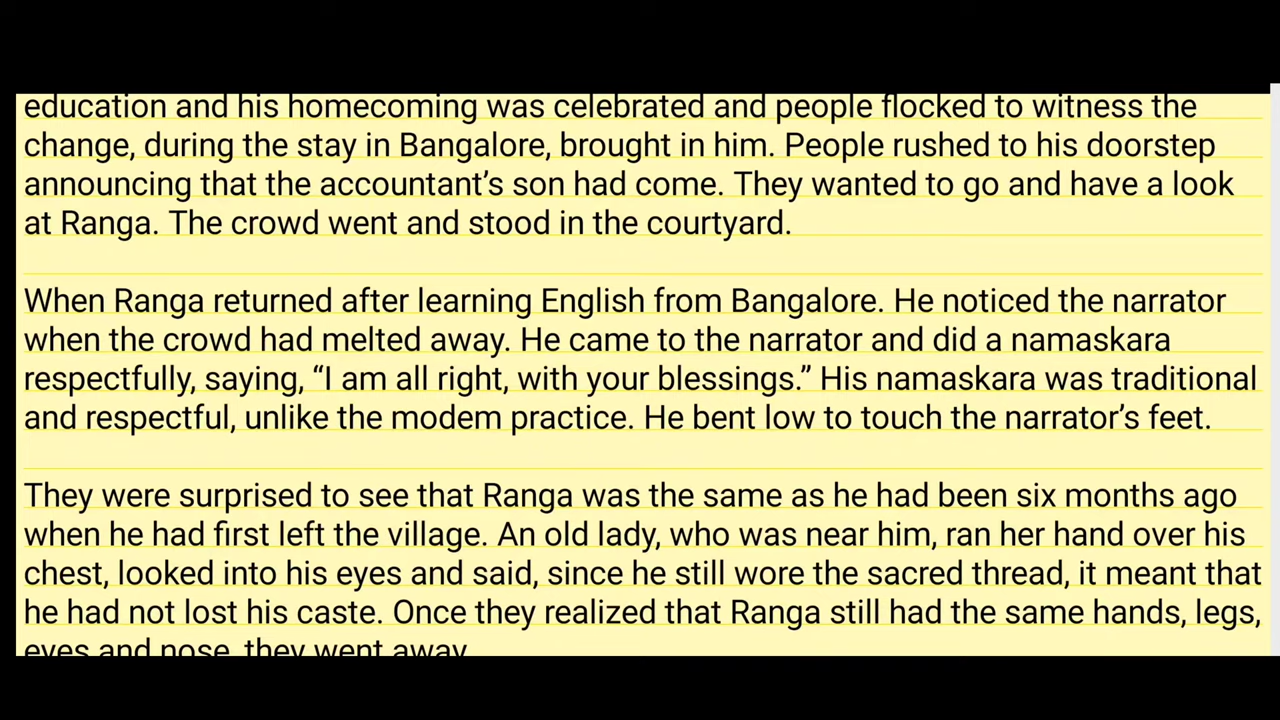 education and his homecoming was celebrated and people flocked to witness the
change, during the stay in Bangalore, brought in him. People rushed to his doorstep
announcing that the accountant’s son had come. They wanted to go and have a look
at Ranga. The crowd went and stood in the courtyard.
When Ranga returned after learning English from Bangalore. He noticed the narrator
when the crowd had melted away. He came to the narrator and did a namaskara
respectfully, saying, “I am all right, with your blessings.” His namaskara was traditional
and respectful, unlike the modem practice. He bent low to touch the narrator’s feet.
They were surprised to see that Ranga was the same as he had been six months ago
when he had first left the village. An old lady, who was near him, ran her hand over his
chest, looked into his eyes and said, since he still wore the sacred thread, it meant that
he had not lost his caste. Once they realized that Ranga still had the same hands, legs,
eyes and nose, they went away.